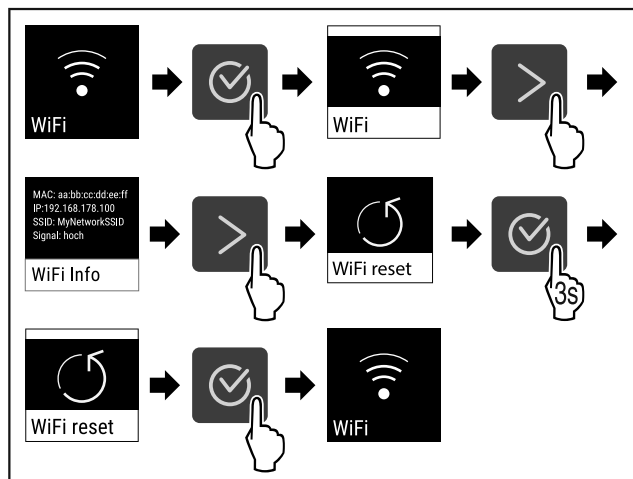 WiFi
WiFi
MAC: aa:bb:cc:dd:ee:ff
IP:192.168.178.100
SSID: MyNetworkSSID
Signal: hoch
WiFi Info
WiFi reset
3s
WiFi reset
WiFi